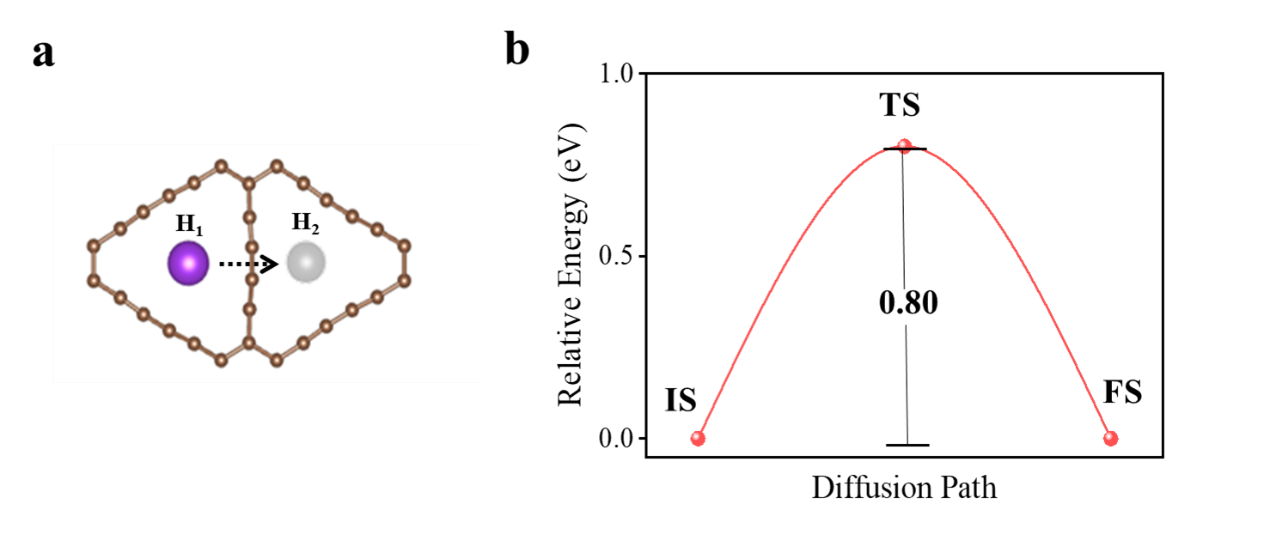 a
H₁
H₂
b
1.0
0.5
0.0
Relative Energy (eV)
TS
0.80
IS
FS
Diffusion Path